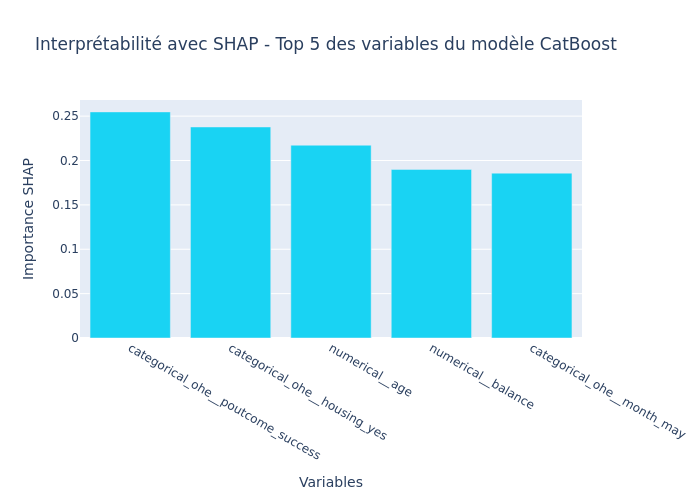 Interprétabilité avec SHAP - Top 5 des variables du modèle CatBoost
Importance SHAP
0.25
0.2
0.15
0.1
0.05
0
categorical_ohe__poutcome_success
categorical_ohe__housing_yes
numerical__age
numerical__balance
categorical_ohe__month_may
Variables